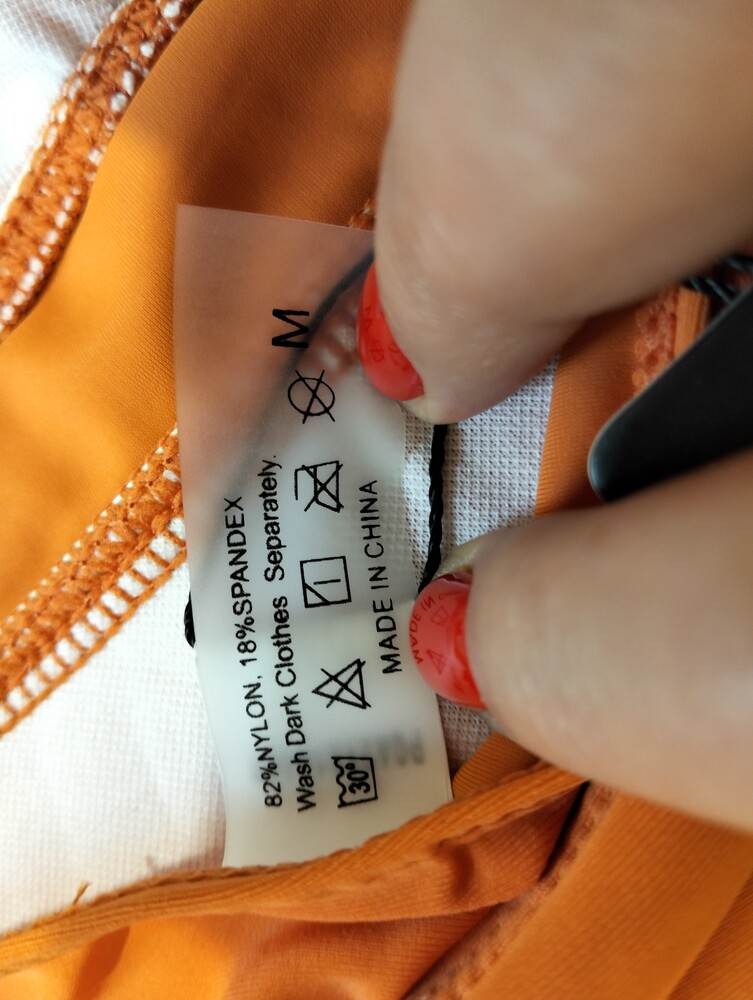 82%NYLON, 18%SPANDEX
Wash Dark Clothes Separately.
30° M
MADE IN CHINA